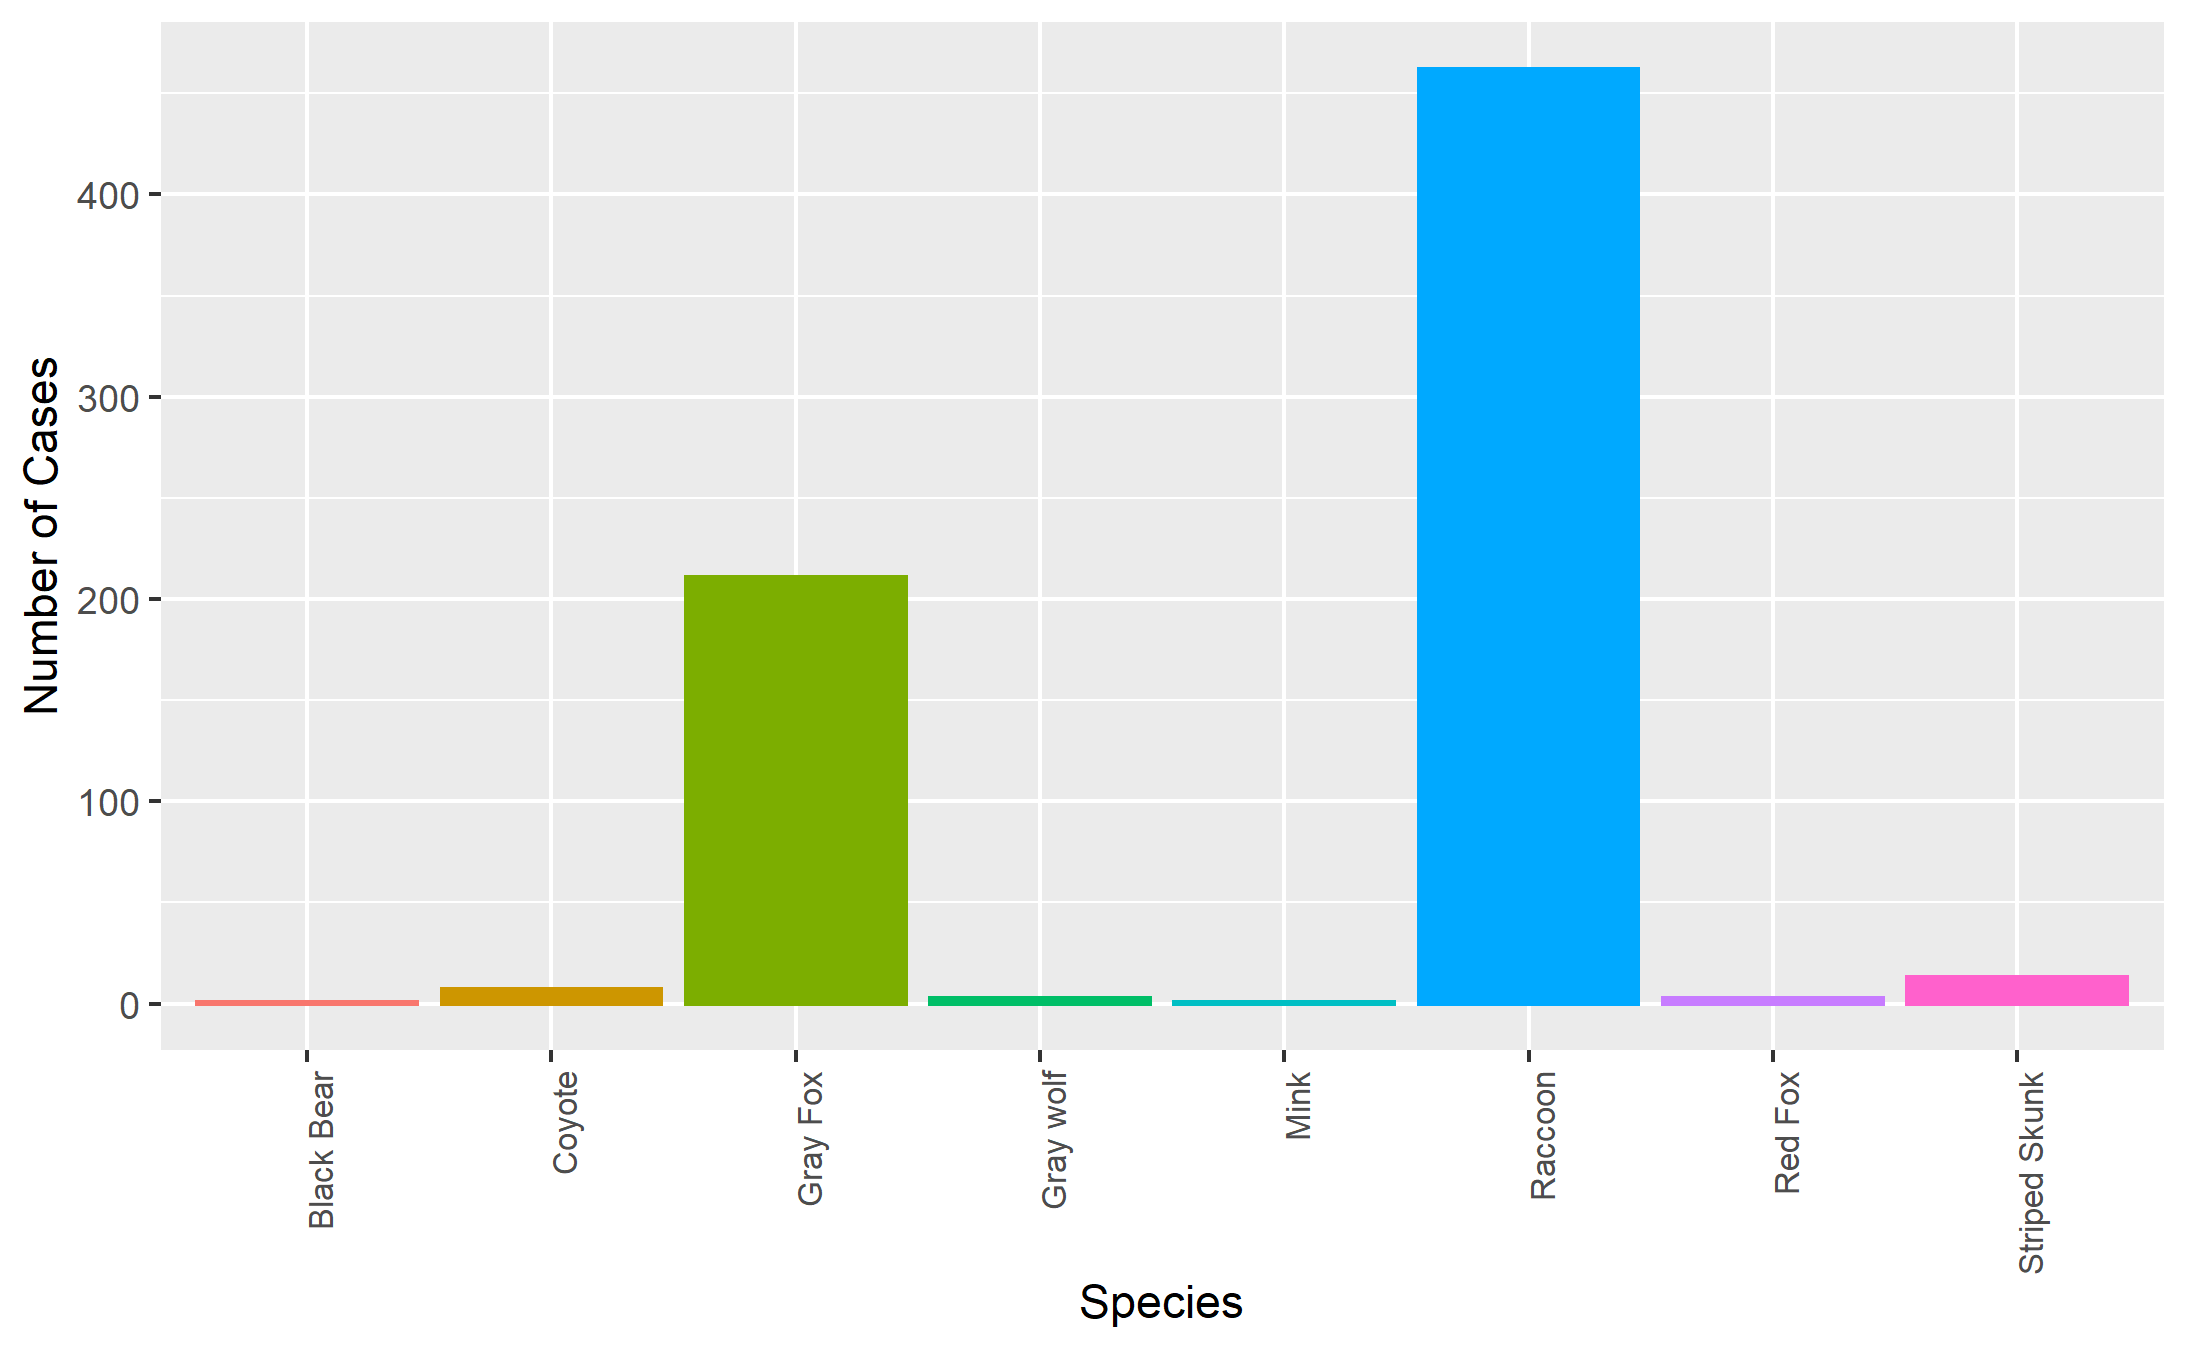 Number of Cases
400
300
200
100
0
Black Bear
Coyote
Gray Fox
Gray wolf
Mink
Raccoon
Red Fox
Striped Skunk
Species